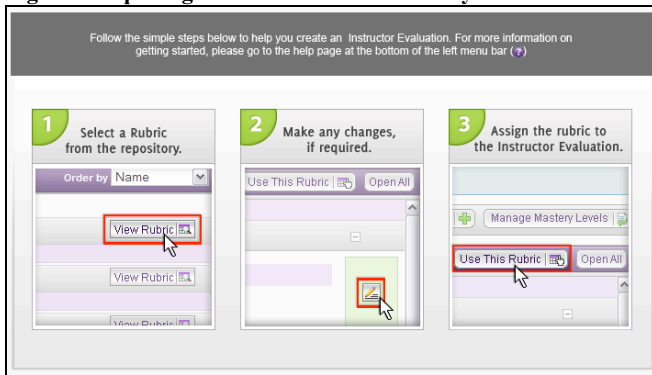 Follow the simple steps below to help you create an Instructor Evaluation. For more information on
getting started, please go to the help page at the bottom of the left menu bar (?)
1
Select a Rubric
from the repository.
Order by Name
View Rubric
View Rubric
View Rubric
2
Make any changes,
if required.
Use This Rubric
Open All
3
Assign the rubric to
the Instructor Evaluation.
Manage Mastery Levels
Use This Rubric
Open All